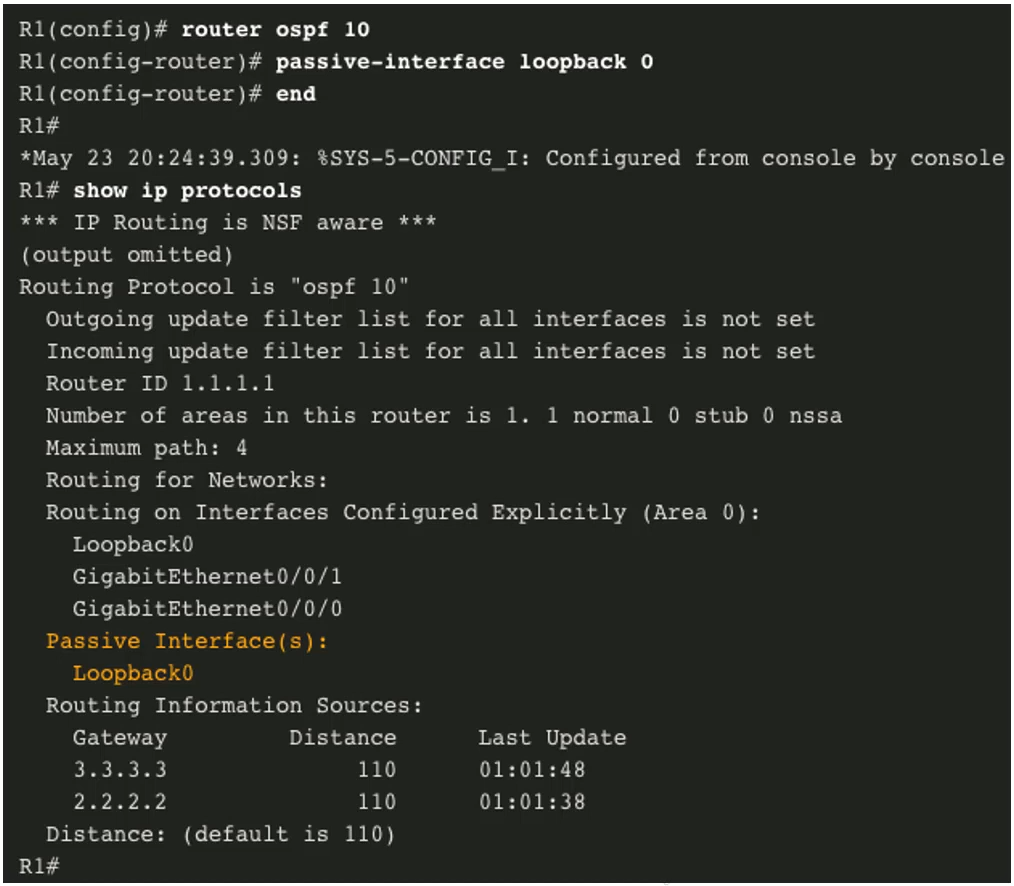 R1(config)# router ospf 10
R1(config-router)# passive-interface loopback 0
R1(config-router)# end
R1#
*May 23 20:24:39.309: %SYS-5-CONFIG_I: Configured from console by console
R1# show ip protocols
*** IP Routing is NSF aware ***
(output omitted)
Routing Protocol is "ospf 10"
  Outgoing update filter list for all interfaces is not set
  Incoming update filter list for all interfaces is not set
  Router ID 1.1.1.1
  Number of areas in this router is 1. 1 normal 0 stub 0 nssa
  Maximum path: 4
  Routing for Networks:
  Routing on Interfaces Configured Explicitly (Area 0):
    Loopback0
    GigabitEthernet0/0/1
    GigabitEthernet0/0/0
  Passive Interface(s):
    Loopback0
  Routing Information Sources:
    Gateway         Distance      Last Update
    3.3.3.3              110      01:01:48
    2.2.2.2              110      01:01:38
  Distance: (default is 110)
R1#